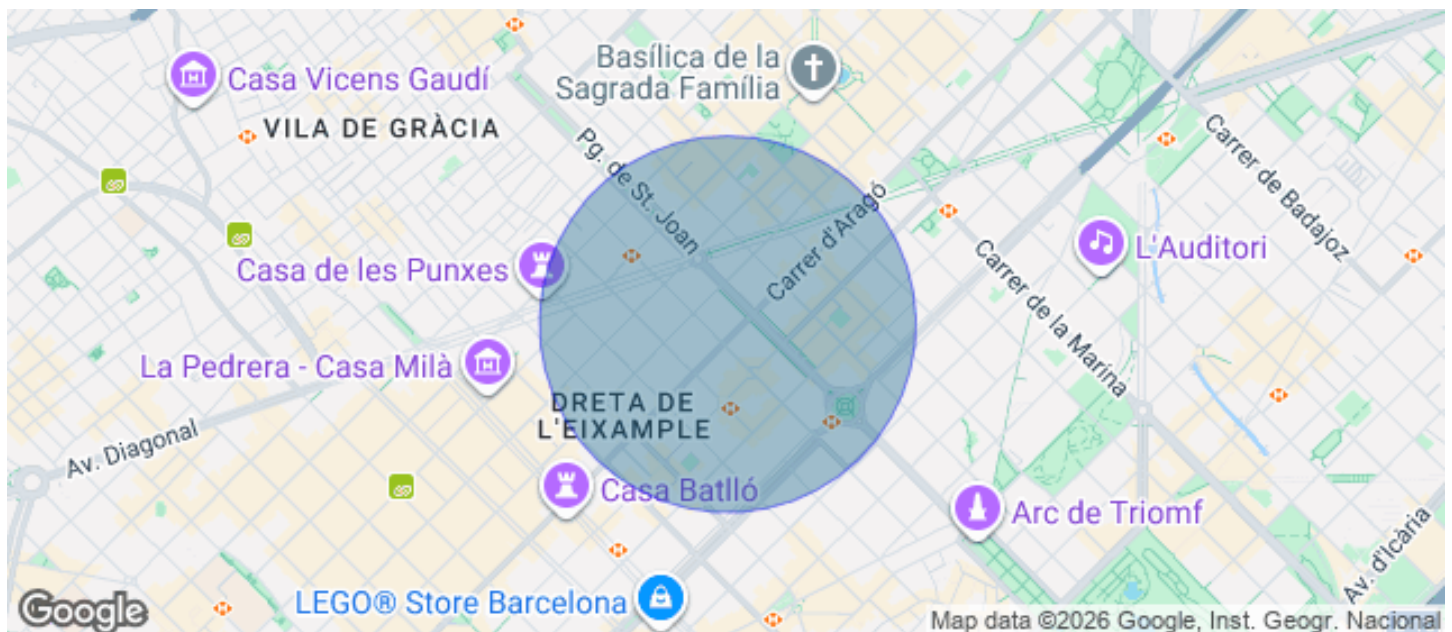 Basílica de la
Sagrada Família
Casa Vicens Gaudí
VILA DE GRÀCIA
Pg. de St. Joan
Carrer de Badajoz
Carrer d'Aragó
L'Auditori
Casa de les Punxes
Carrer de la Marina
La Pedrera - Casa Milà
DRETA DE
L'EIXAMPLE
Av. Diagonal
Casa Batlló
Arc de Triomf
Av. d'Icària
LEGO® Store Barcelona
Google
Map data ©2026 Google, Inst. Geogr. Nacional